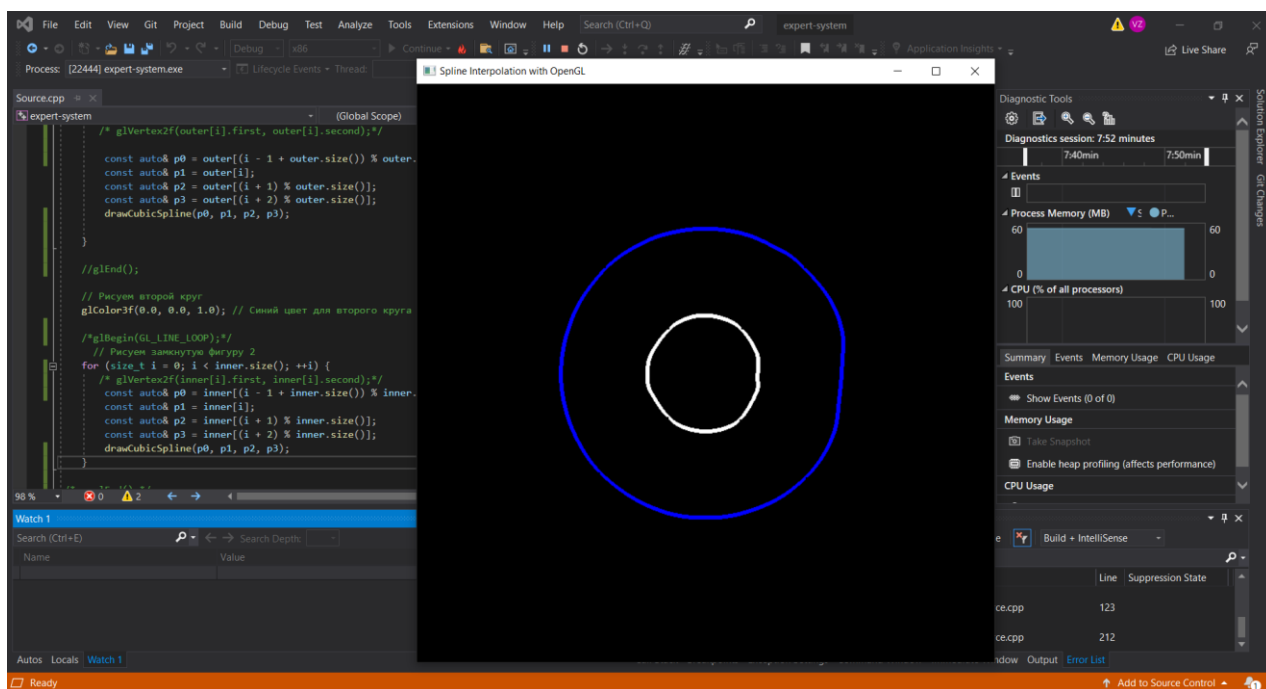 File Edit View Git Project Build Debug Test Analyze Tools Extensions Window Help Search (Ctrl+Q) expert-system VZ
Debug x86 Continue Application Insights Live Share
Process: [22444] expert-system.exe Lifecycle Events Thread:
Spline Interpolation with OpenGL
Source.cpp
expert-system (Global Scope)
/* glVertex2f(outer[i].first, outer[i].second);*/
const auto& p0 = outer[(i - 1 + outer.size()) % outer.
const auto& p1 = outer[i];
const auto& p2 = outer[(i + 1) % outer.size()];
const auto& p3 = outer[(i + 2) % outer.size()];
drawCubicSpline(p0, p1, p2, p3);
}
//glEnd();
// Рисуем второй круг
glColor3f(0.0, 0.0, 1.0); // Синий цвет для второго круга
/*glBegin(GL_LINE_LOOP);*/
// Рисуем замкнутую фигуру 2
for (size_t i = 0; i < inner.size(); ++i) {
/* glVertex2f(inner[i].first, inner[i].second);*/
const auto& p0 = inner[(i - 1 + inner.size()) % inner.
const auto& p1 = inner[i];
const auto& p2 = inner[(i + 1) % inner.size()];
const auto& p3 = inner[(i + 2) % inner.size()];
drawCubicSpline(p0, p1, p2, p3);
}
98 % 0 2
Watch 1
Search (Ctrl+E) Search Depth:
Name Value
Autos Locals Watch 1
Diagnostic Tools
Diagnostics session: 7:52 minutes
7:40min 7:50min
Events
Process Memory (MB) S P...
60 60
0 0
CPU (% of all processors)
100 100
Summary Events Memory Usage CPU Usage
Events
Show Events (0 of 0)
Memory Usage
Take Snapshot
Enable heap profiling (affects performance)
CPU Usage
e Build + IntelliSense
Line Suppression State
ce.cpp 123
ce.cpp 212
ndow Output Error List
Solution Explorer
Git Changes
Ready Add to Source Control 1